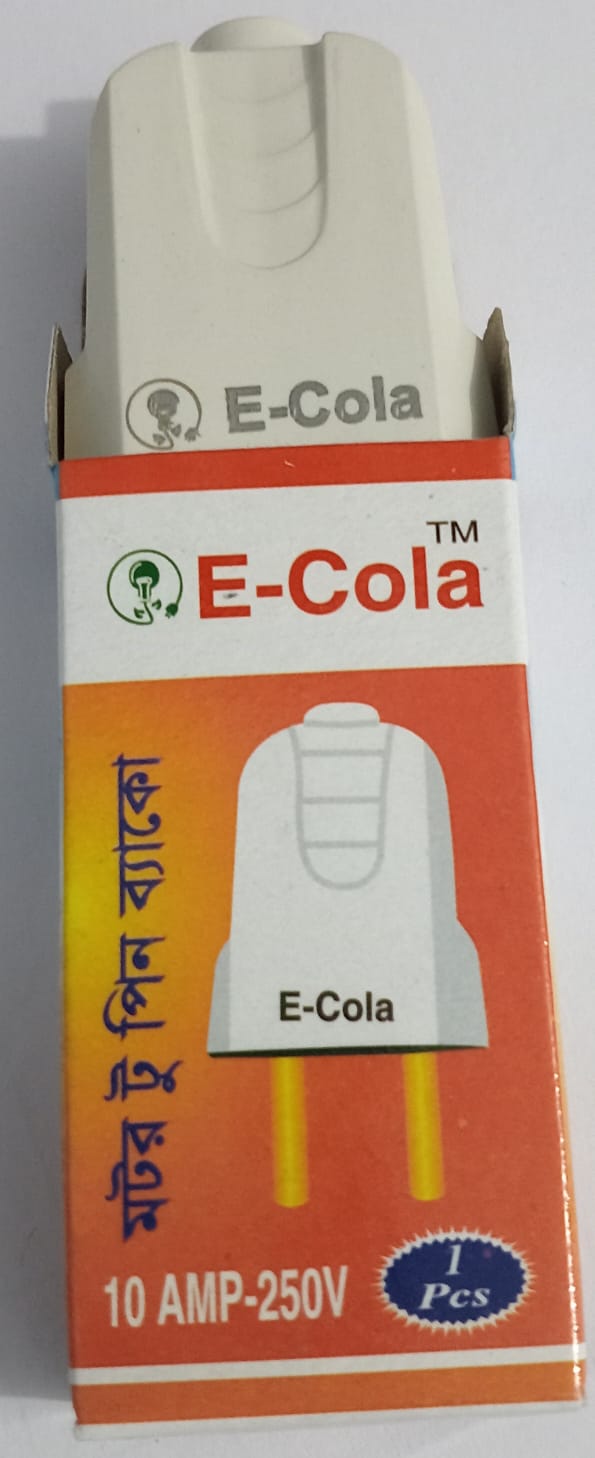 E-Cola
E-Cola TM
মটর টু পিন ব্যাকো
E-Cola
10 AMP-250V
1
Pcs